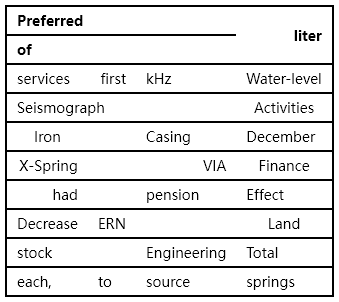 Preferred
liter
of
services first kHz Water-level
Seismograph Activities
Iron Casing December
X-Spring VIA Finance
had pension Effect
Decrease ERN Land
stock Engineering Total
each, to source springs